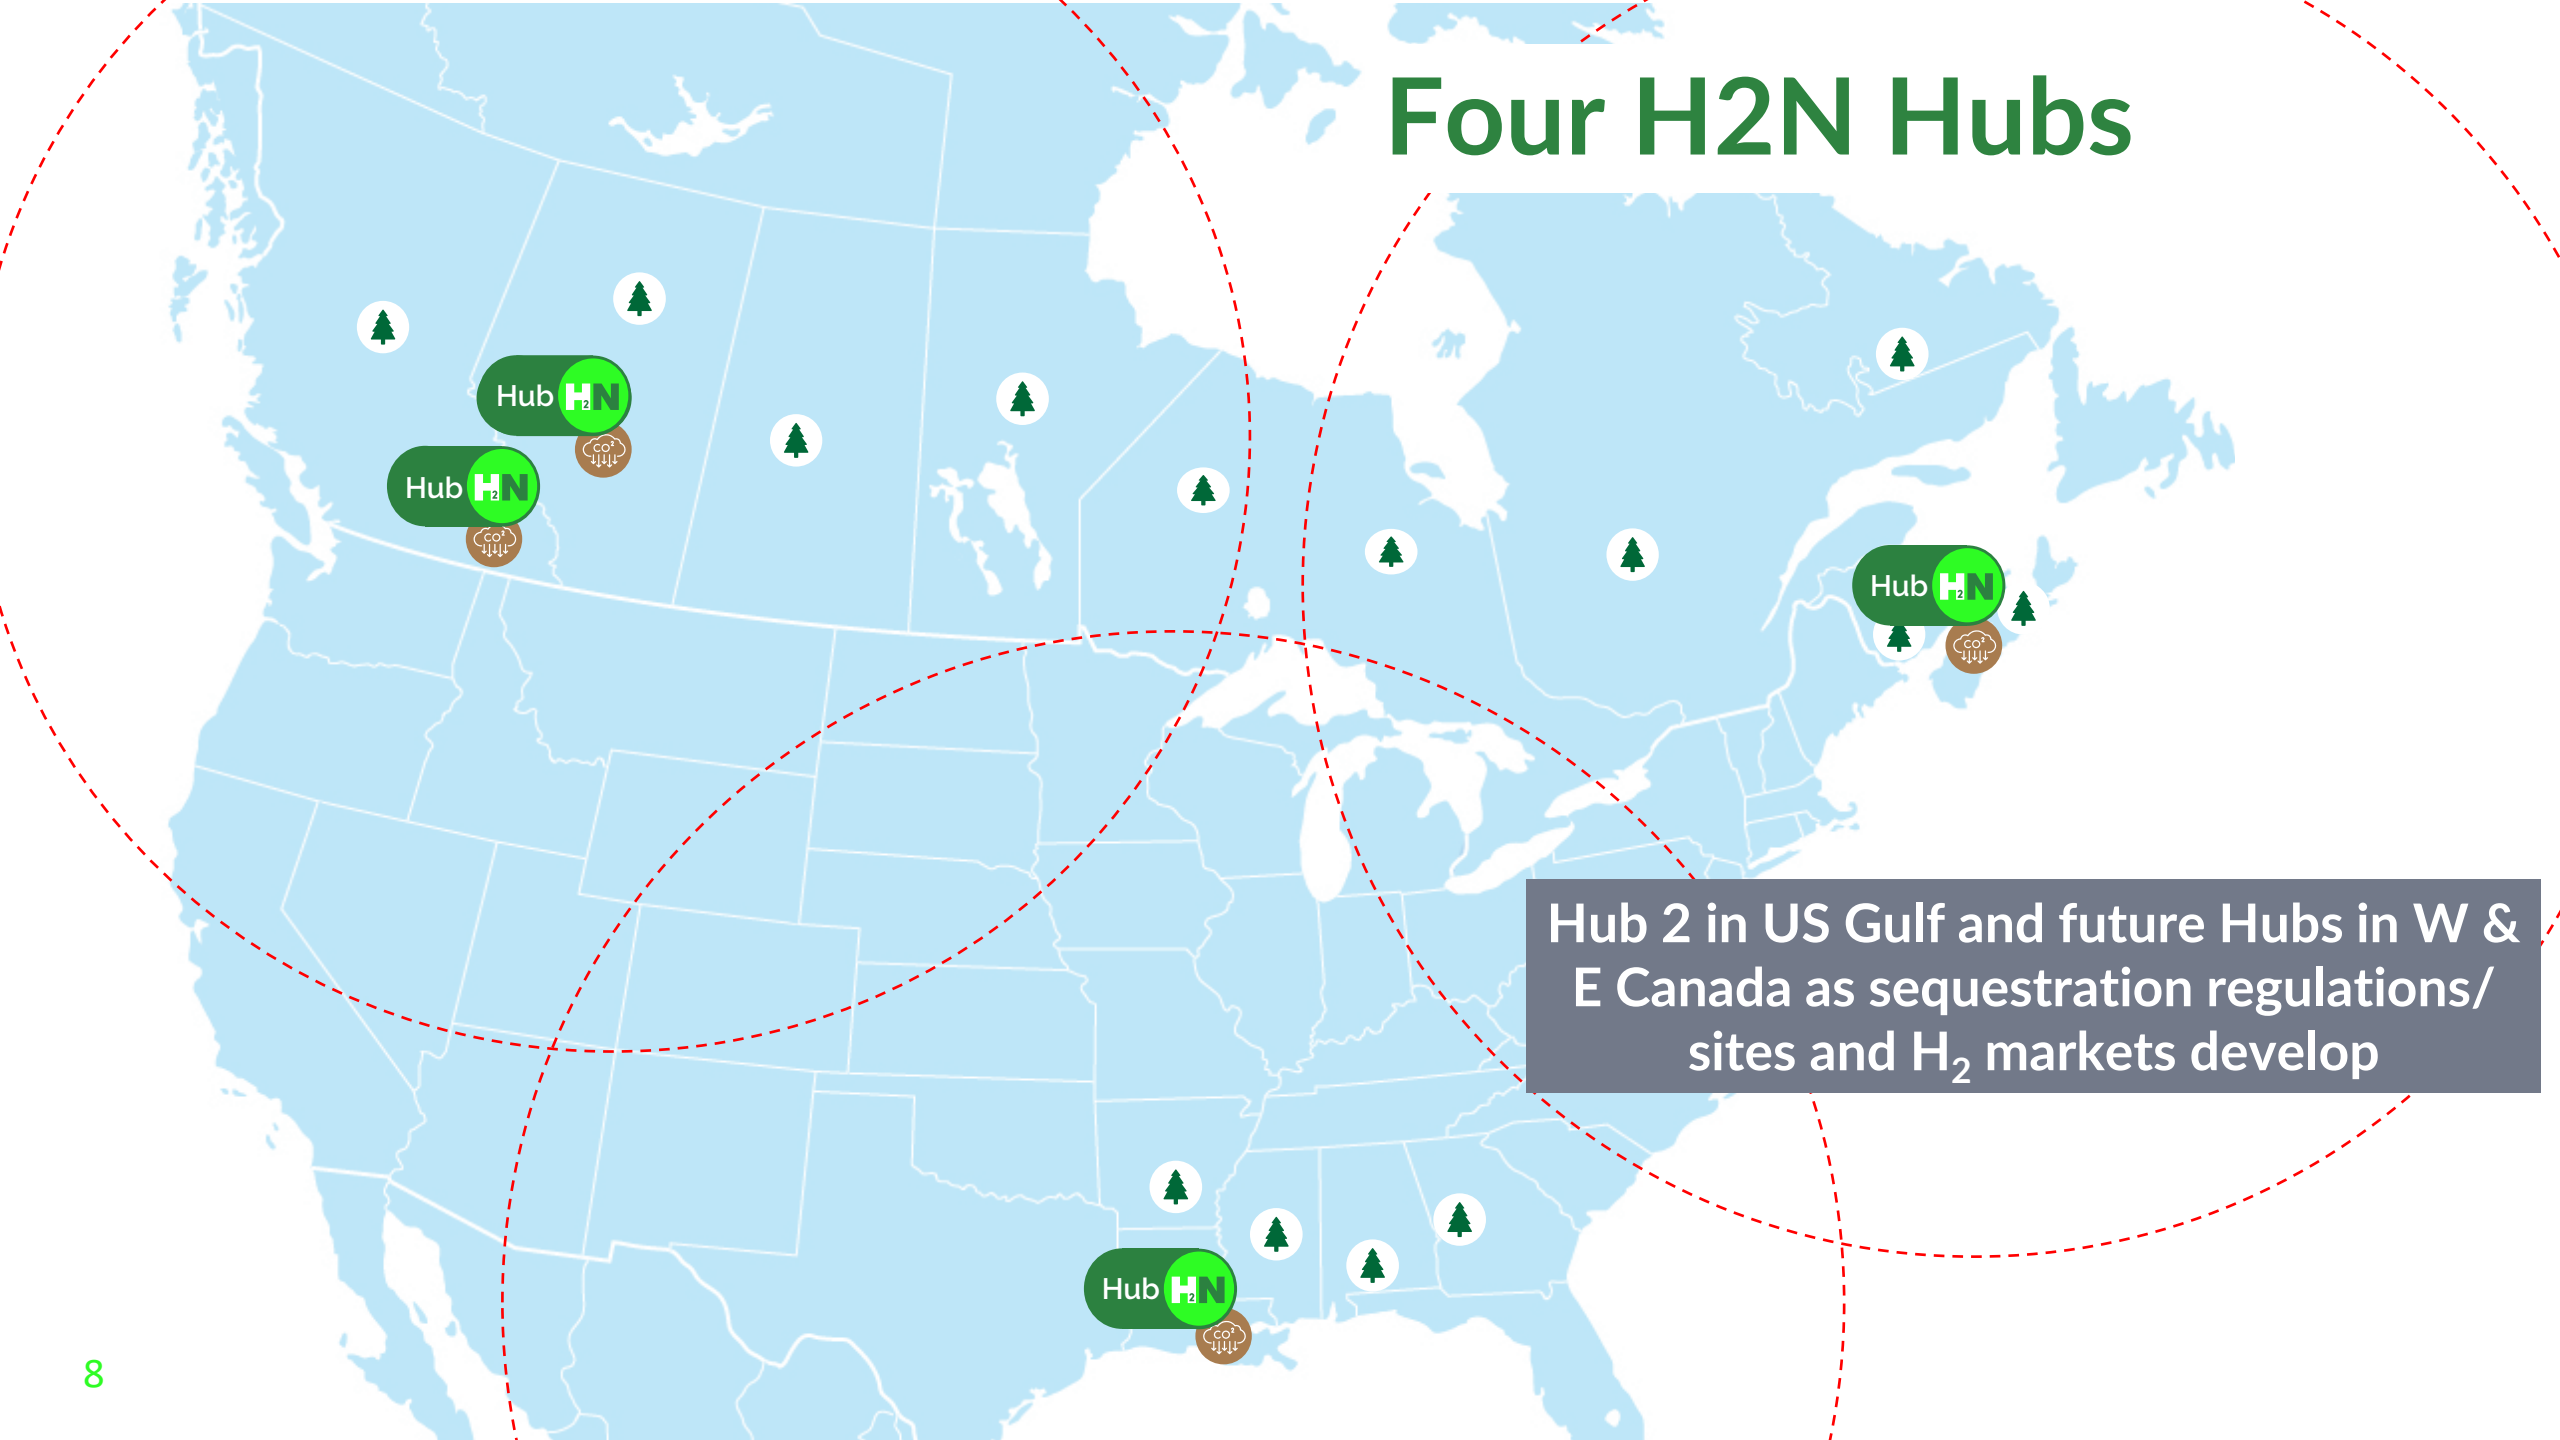 Four H2N Hubs
Hub H2N
CO2
Hub H2N
CO2
Hub H2N
CO2
Hub 2 in US Gulf and future Hubs in W &
E Canada as sequestration regulations/
sites and H2 markets develop
Hub H2N
CO2
8